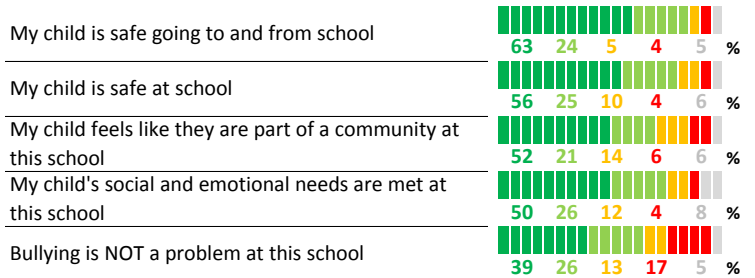 My child is safe going to and from school
63 24 5 4 5 %
My child is safe at school
56 25 10 4 6 %
My child feels like they are part of a community at
this school
52 21 14 6 6 %
My child's social and emotional needs are met at
this school
50 26 12 4 8 %
Bullying is NOT a problem at this school
39 26 13 17 5 %